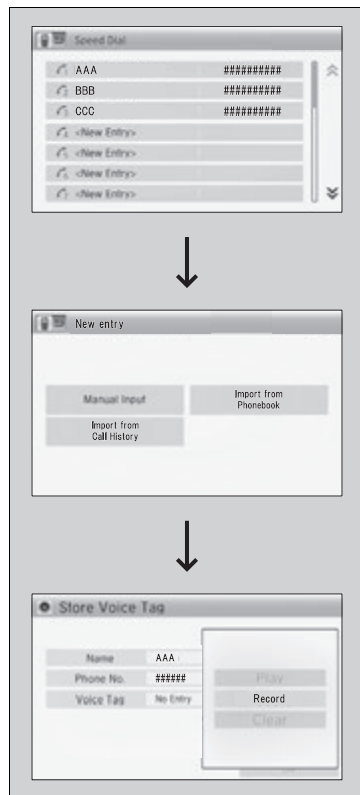 Speed Dial
AAA ##########
BBB ##########
CCC ##########
<New Entry>
<New Entry>
<New Entry>
<New Entry>
New entry
Manual Input
Import from
Phonebook
Import from
Call History
Store Voice Tag
Name AAA
Phone No. ######
Voice Tag No Entry
Play
Record
Clear